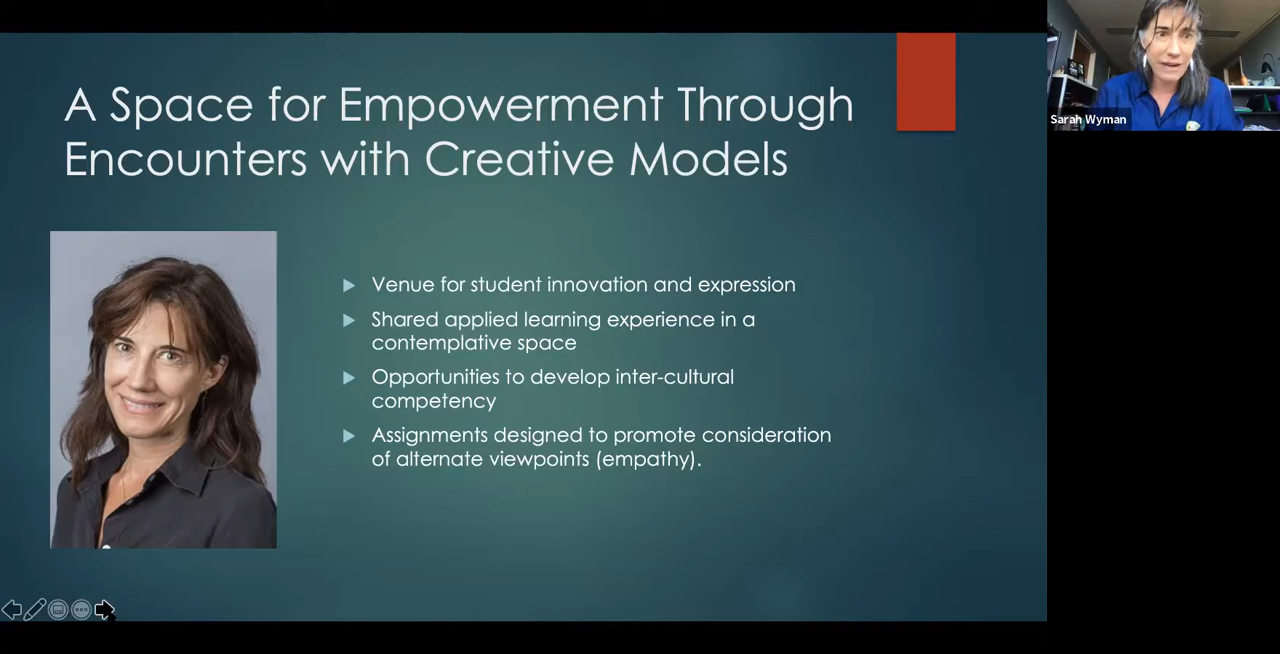 A Space for Empowerment Through
Encounters with Creative Models
Venue for student innovation and expression
Shared applied learning experience in a
contemplative space
Opportunities to develop inter-cultural
competency
Assignments designed to promote consideration
of alternate viewpoints (empathy).
Sarah Wyman